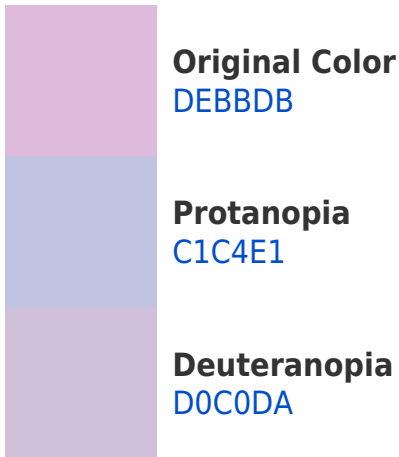 Original Color
DEBBDB
Protanopia
C1C4E1
Deuteranopia
D0C0DA